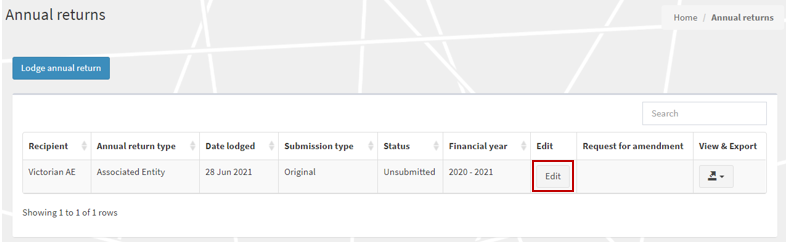 Annual returns
Home / Annual returns
Lodge annual return
Search
Recipient Annual return type Date lodged Submission type Status Financial year Edit Request for amendment View & Export
Victorian AE Associated Entity 28 Jun 2021 Original Unsubmitted 2020 - 2021 Edit
Showing 1 to 1 of 1 rows